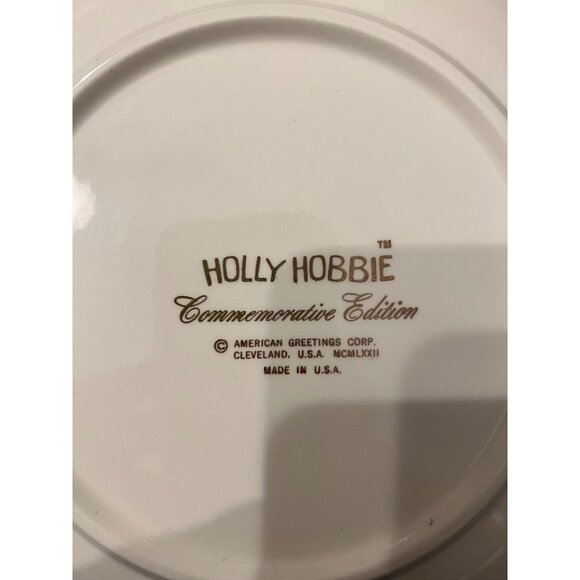 HOLLY HOBBIE™
Commemorative Edition
© AMERICAN GREETINGS CORP.
CLEVELAND, U.S.A. MCMLXXII
MADE IN U.S.A.